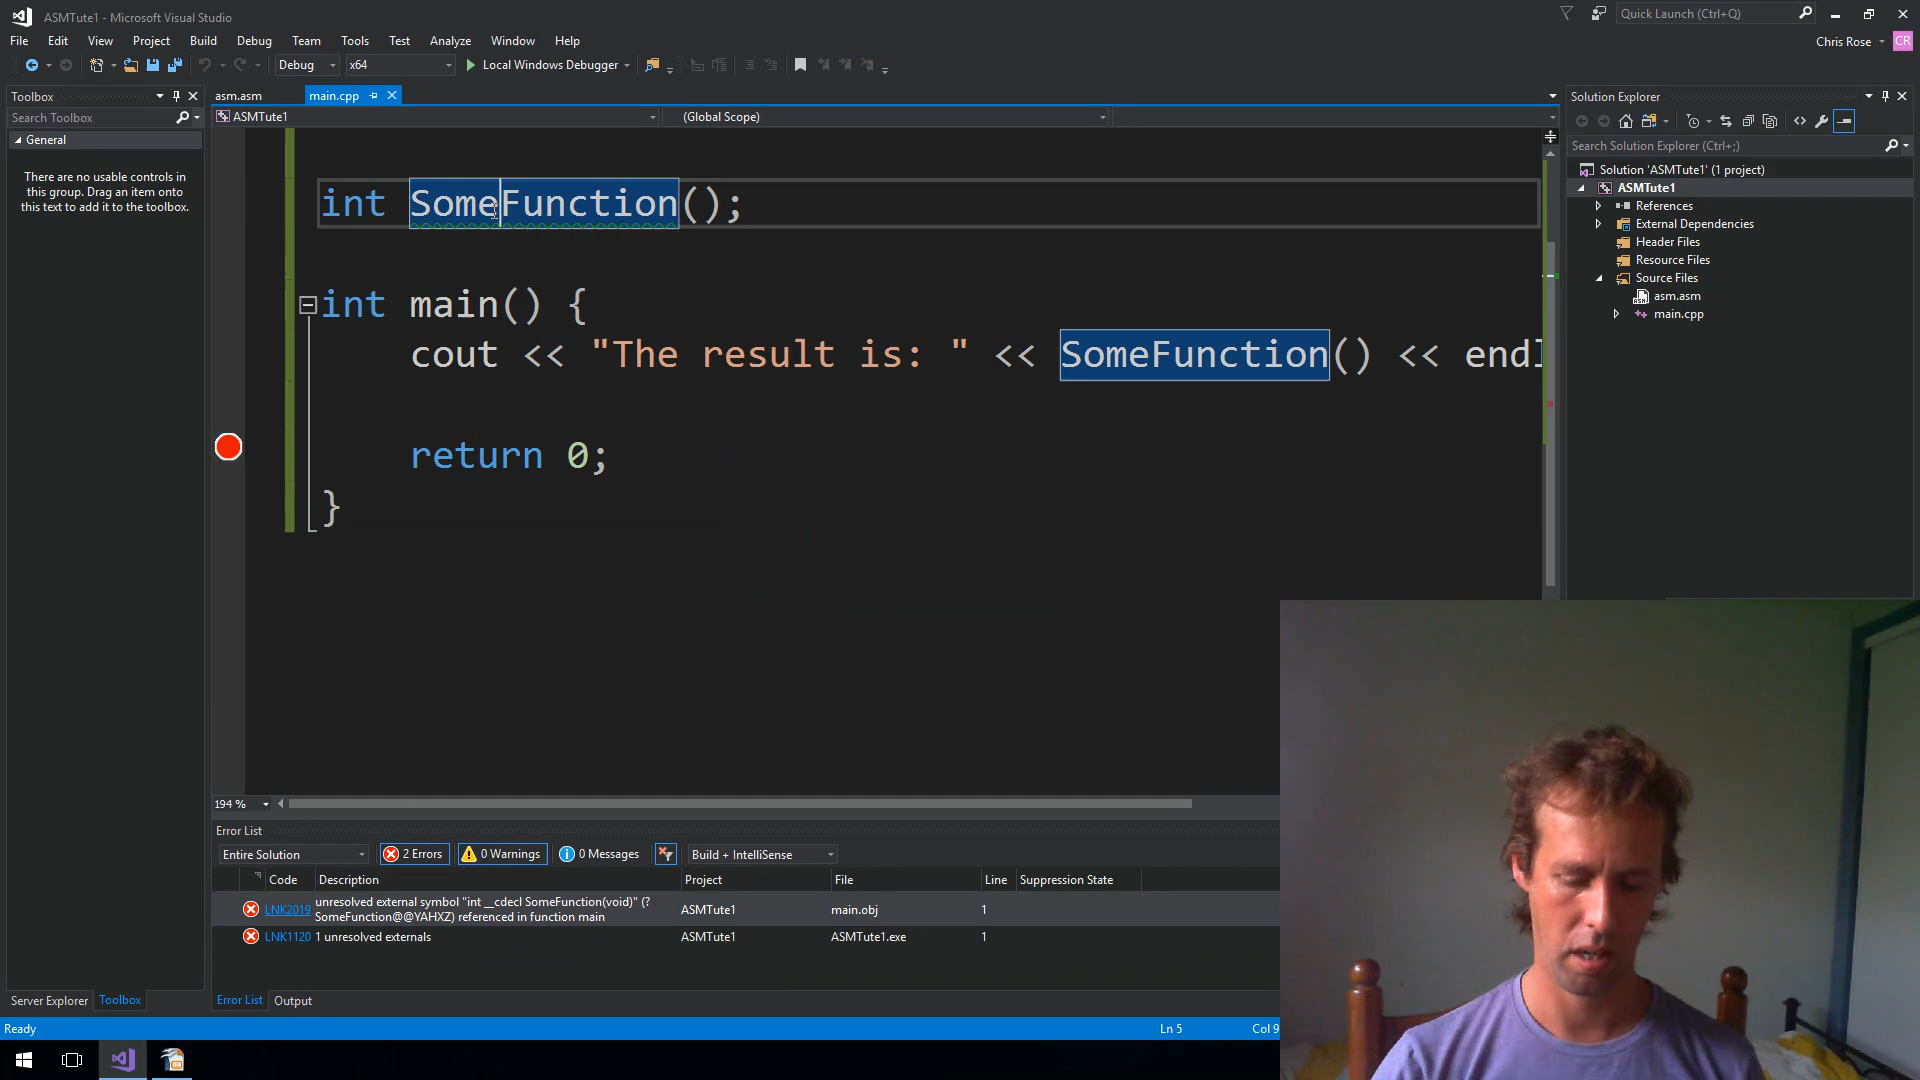 ASMTute1 - Microsoft Visual Studio
Quick Launch (Ctrl+Q)
File Edit View Project Build Debug Team Tools Test Analyze Window Help
Chris Rose CR
Debug x64 Local Windows Debugger
Toolbox
Search Toolbox
General
There are no usable controls in
this group. Drag an item onto
this text to add it to the toolbox.
asm.asm main.cpp
ASMTute1 (Global Scope)
int SomeFunction();
int main() {
cout << "The result is: " << SomeFunction() << endl
return 0;
}
194 %
Solution Explorer
Search Solution Explorer (Ctrl+;)
Solution 'ASMTute1' (1 project)
ASMTute1
References
External Dependencies
Header Files
Resource Files
Source Files
asm.asm
main.cpp
Error List
Entire Solution 2 Errors 0 Warnings 0 Messages Build + IntelliSense
Code Description Project File Line Suppression State
LNK2019 unresolved external symbol "int __cdecl SomeFunction(void)" (?
SomeFunction@@YAHXZ) referenced in function main ASMTute1 main.obj 1
LNK1120 1 unresolved externals ASMTute1 ASMTute1.exe 1
Server Explorer Toolbox Error List Output
Ready Ln 5 Col 9